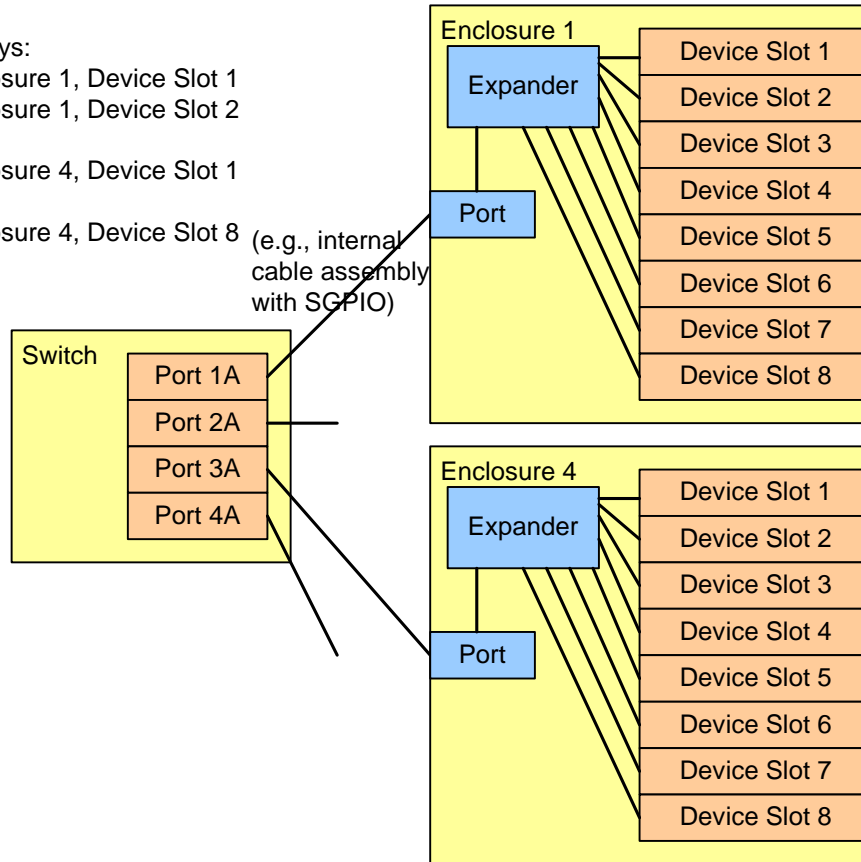 ys:
osure 1, Device Slot 1
osure 1, Device Slot 2
osure 4, Device Slot 1
osure 4, Device Slot 8
(e.g., internal
cable assembly
with SGPIO)
Switch
Port 1A
Port 2A
Port 3A
Port 4A
Enclosure 1
Expander
Port
Device Slot 1
Device Slot 2
Device Slot 3
Device Slot 4
Device Slot 5
Device Slot 6
Device Slot 7
Device Slot 8
Enclosure 4
Expander
Port
Device Slot 1
Device Slot 2
Device Slot 3
Device Slot 4
Device Slot 5
Device Slot 6
Device Slot 7
Device Slot 8